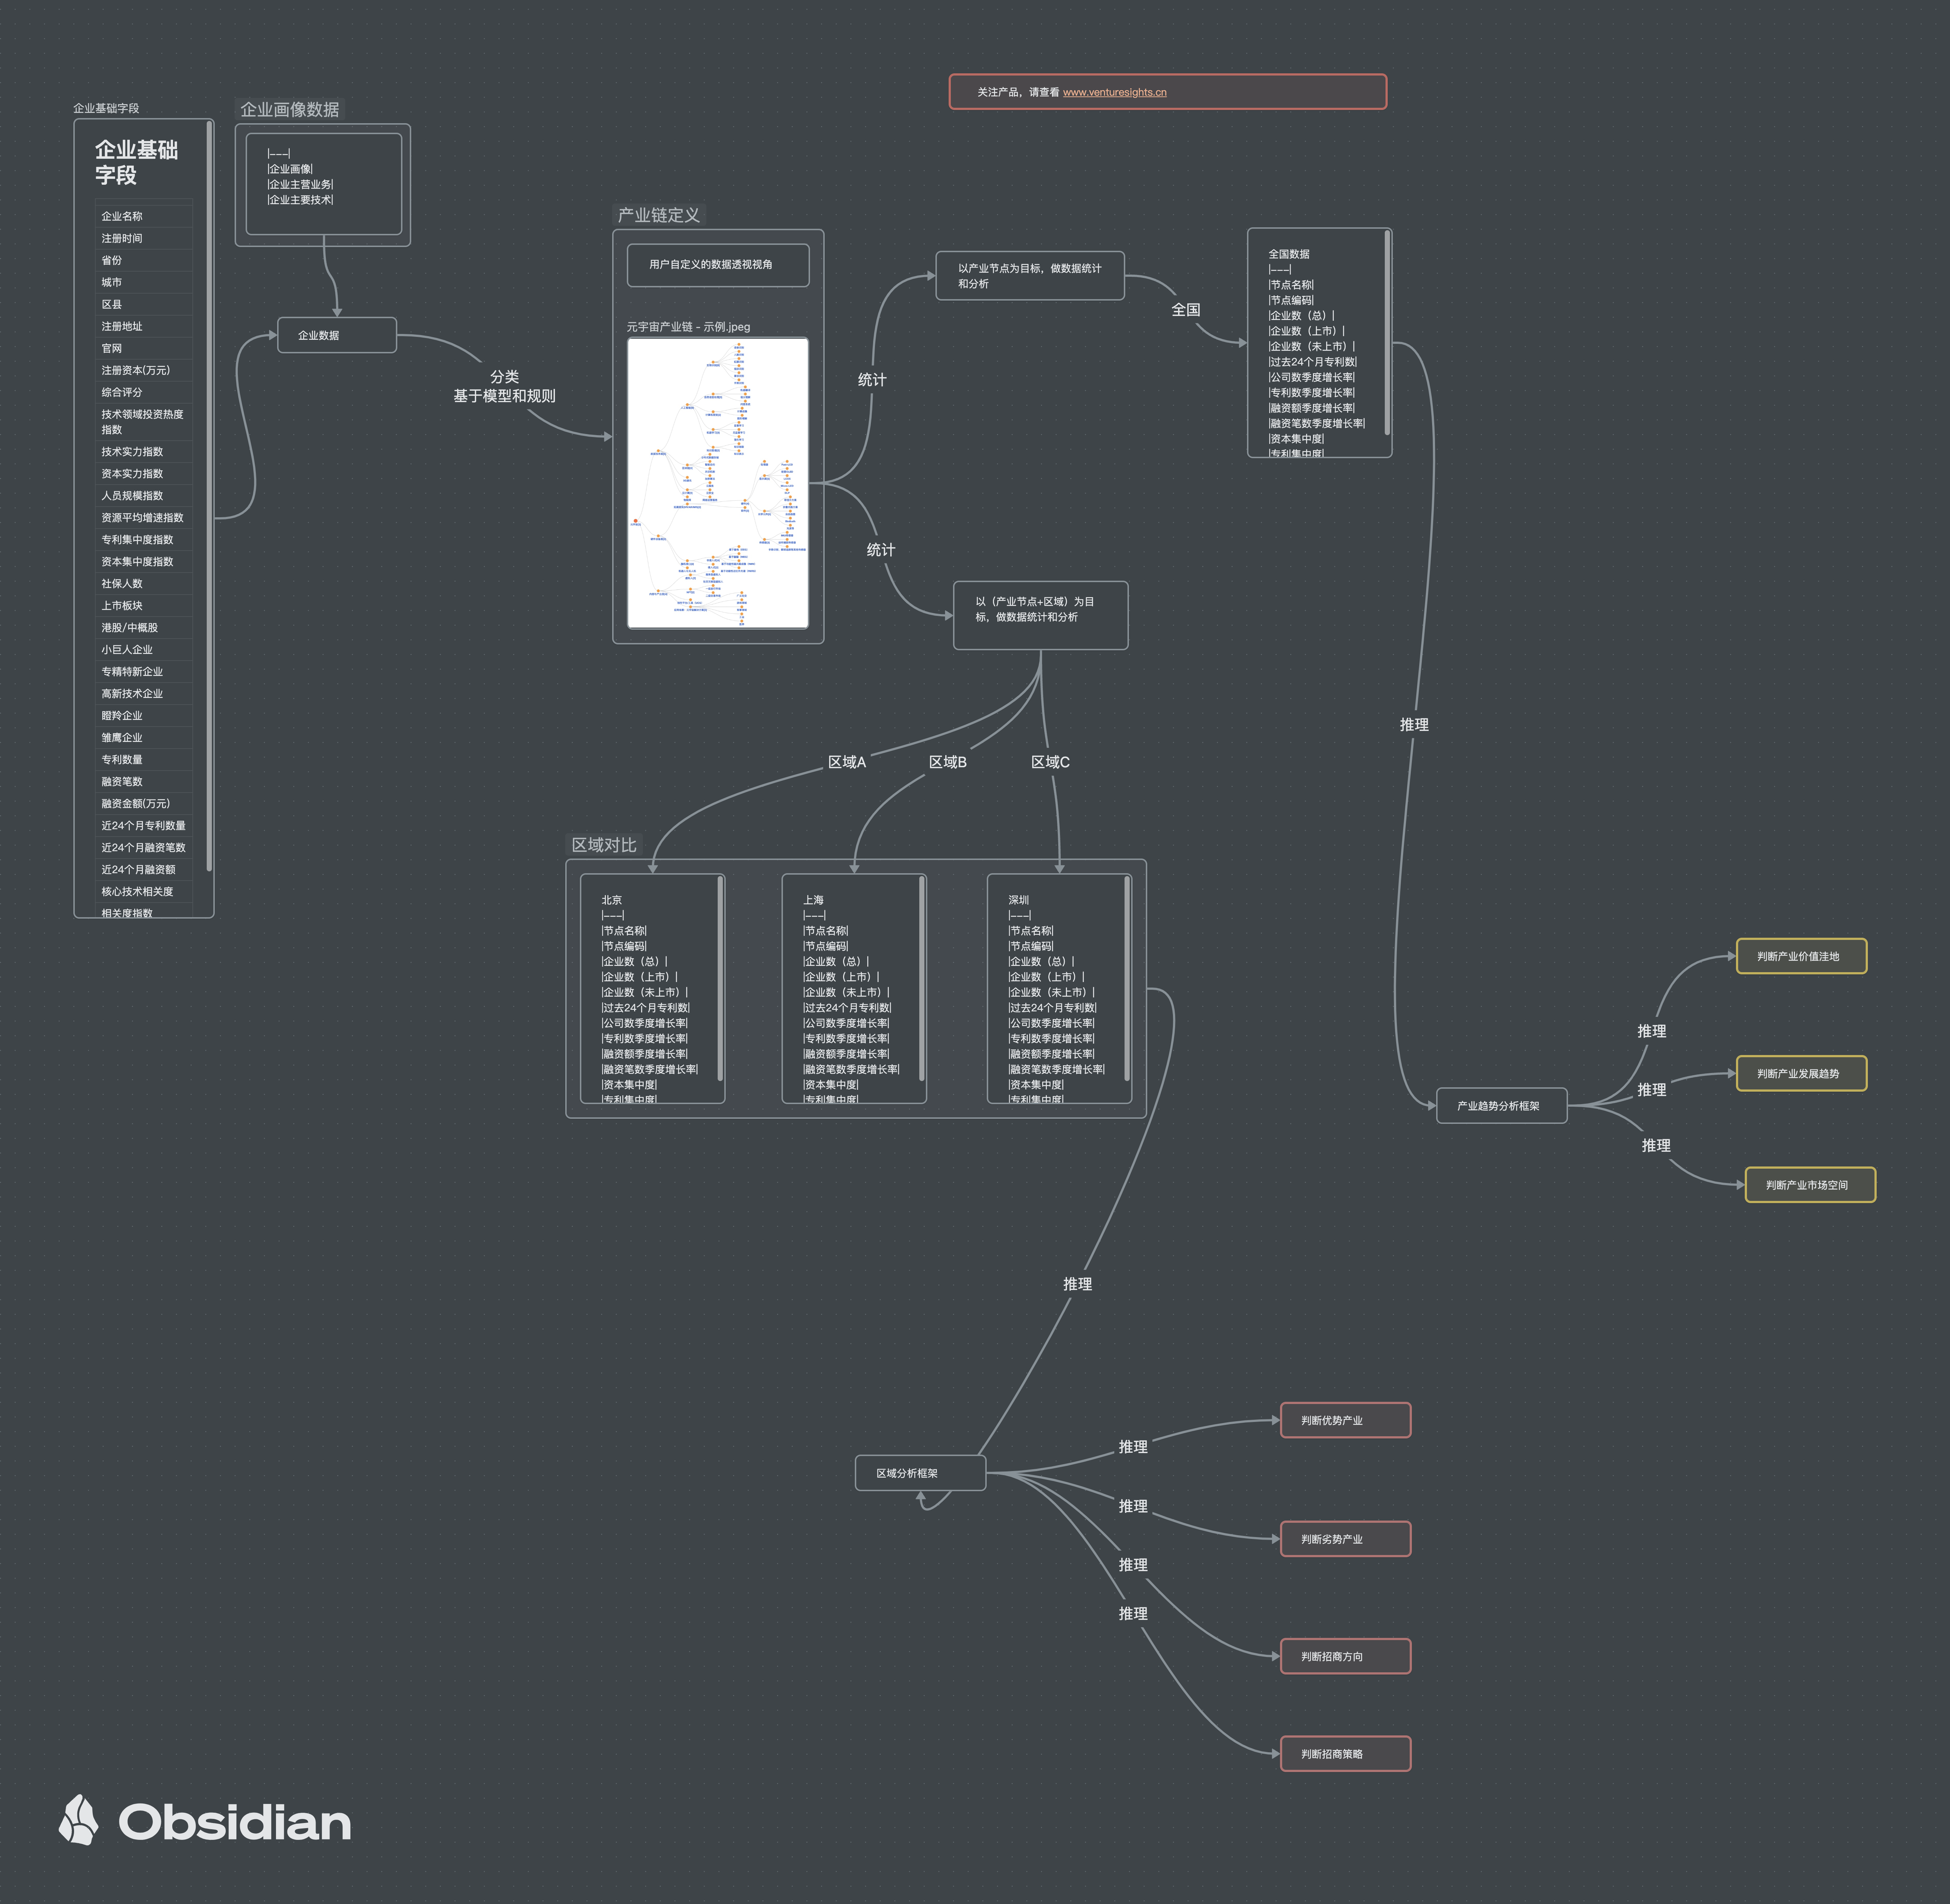 关注产品，请查看 www.venturesights.cn
企业基础字段
企业基础
字段
企业名称
注册时间
省份
城市
区县
注册地址
官网
注册资本(万元)
综合评分
技术领域投资热度
指数
技术实力指数
资本实力指数
人员规模指数
资源平均增速指数
专利集中度指数
资本集中度指数
社保人数
上市板块
港股/中概股
小巨人企业
专精特新企业
高新技术企业
瞪羚企业
雏鹰企业
专利数量
融资笔数
融资金额(万元)
近24个月专利数量
近24个月融资笔数
近24个月融资额
核心技术相关度
相关度指数
企业画像数据
|---|
|企业画像|
|企业主营业务|
|企业主要技术|
企业数据
分类
基于模型和规则
产业链定义
用户自定义的数据透视视角
元宇宙产业链 - 示例.jpeg
统计
统计
以产业节点为目标，做数据统计
和分析
全国
全国数据
|---|
|节点名称|
|节点编码|
|企业数（总）|
|企业数（上市）|
|企业数（未上市）|
|过去24个月专利数|
|公司数季度增长率|
|专利数季度增长率|
|融资额季度增长率|
|融资笔数季度增长率|
|资本集中度|
|专利集中度|
以（产业节点+区域）为目
标，做数据统计和分析
区域A
区域B
区域C
区域对比
北京
|---|
|节点名称|
|节点编码|
|企业数（总）|
|企业数（上市）|
|企业数（未上市）|
|过去24个月专利数|
|公司数季度增长率|
|专利数季度增长率|
|融资额季度增长率|
|融资笔数季度增长率|
|资本集中度|
|专利集中度|
上海
|---|
|节点名称|
|节点编码|
|企业数（总）|
|企业数（上市）|
|企业数（未上市）|
|过去24个月专利数|
|公司数季度增长率|
|专利数季度增长率|
|融资额季度增长率|
|融资笔数季度增长率|
|资本集中度|
|专利集中度|
深圳
|---|
|节点名称|
|节点编码|
|企业数（总）|
|企业数（上市）|
|企业数（未上市）|
|过去24个月专利数|
|公司数季度增长率|
|专利数季度增长率|
|融资额季度增长率|
|融资笔数季度增长率|
|资本集中度|
|专利集中度|
推理
产业趋势分析框架
推理
推理
推理
判断产业价值洼地
判断产业发展趋势
判断产业市场空间
推理
区域分析框架
推理
推理
推理
推理
判断优势产业
判断劣势产业
判断招商方向
判断招商策略
Obsidian